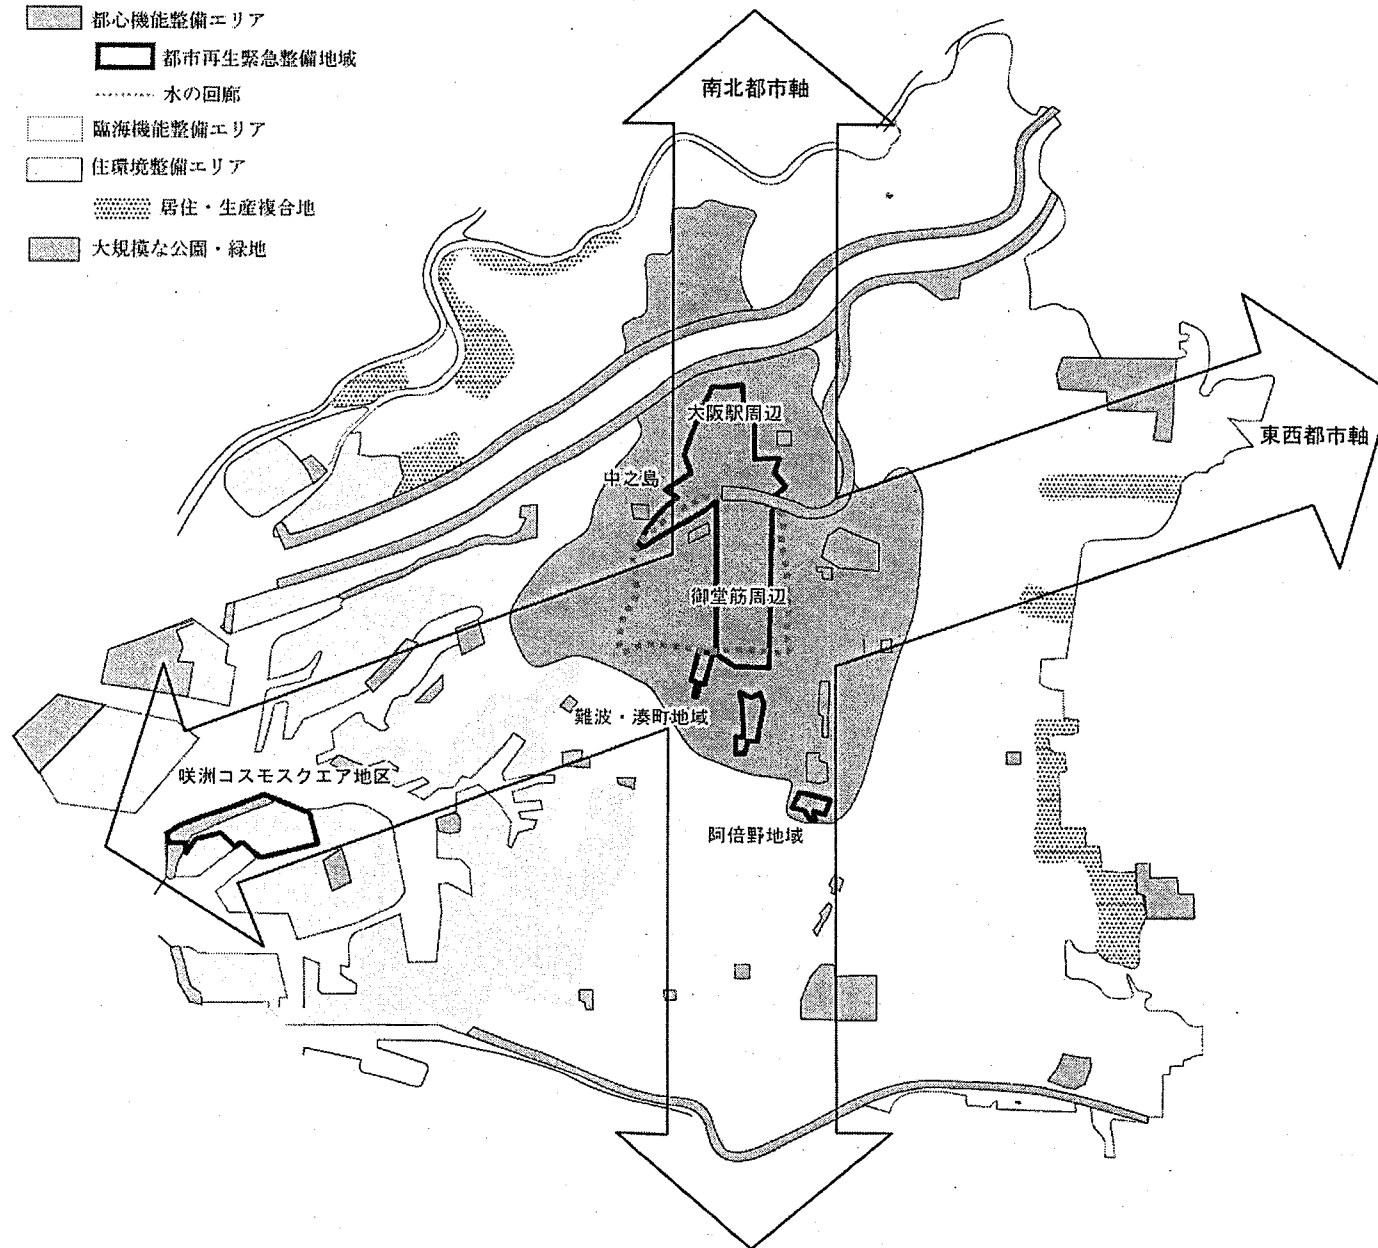 都心機能整備エリア
都市再生緊急整備地域
水の回廊
臨海機能整備エリア
住環境整備エリア
居住・生産複合地
大規模な公園・緑地
南北都市軸
東西都市軸
大阪駅周辺
中之島
御堂筋周辺
難波・湊町地域
咲洲コスモスクエア地区
阿倍野地域